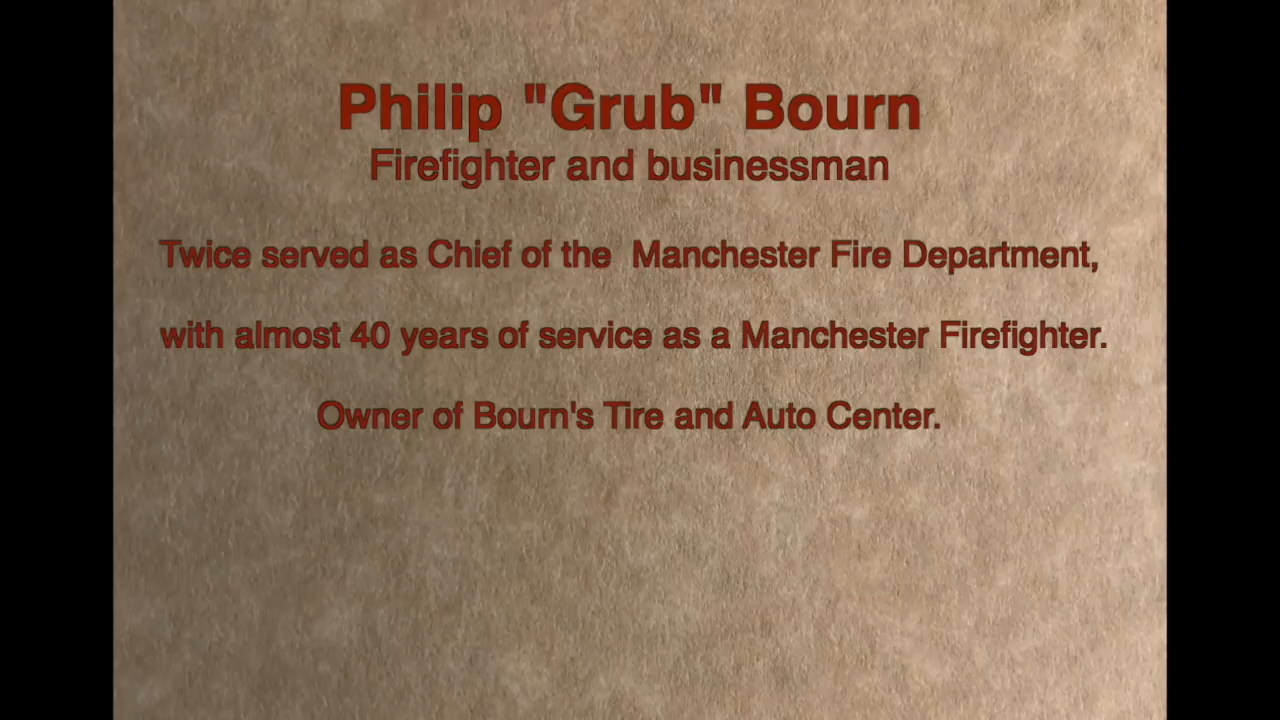 Philip "Grub" Bourn
Firefighter and businessman
Twice served as Chief of the  Manchester Fire Department,
with almost 40 years of service as a Manchester Firefighter.
Owner of Bourn's Tire and Auto Center.